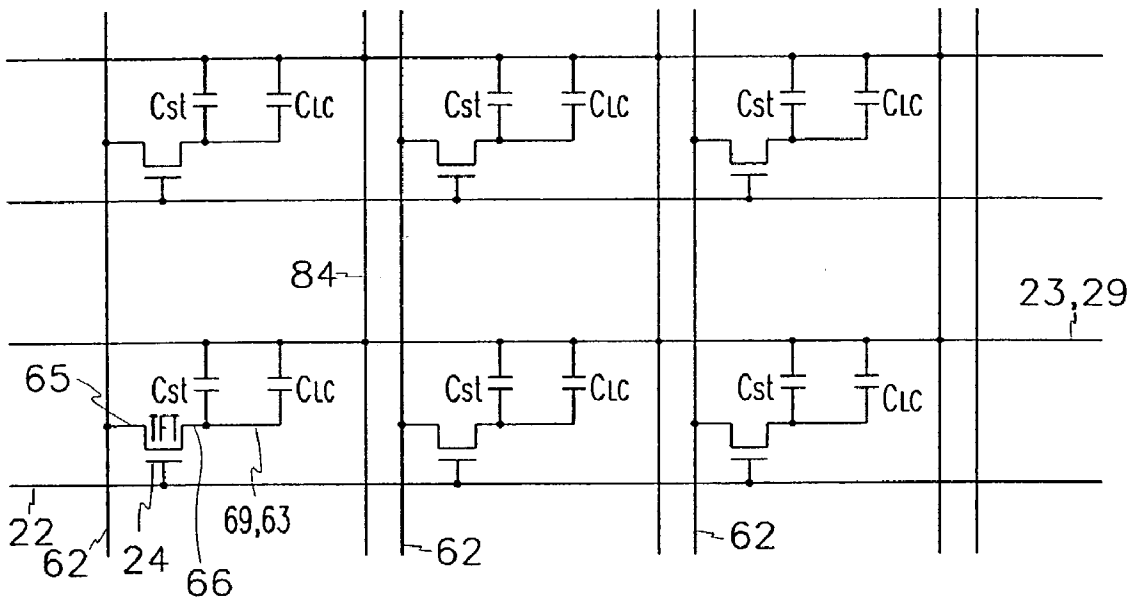 Cst CLC Cst CLC Cst CLC
84
23,29
65 Cst CLC Cst CLC Cst CLC
TFT
22 62 24 66 69,63 62 62